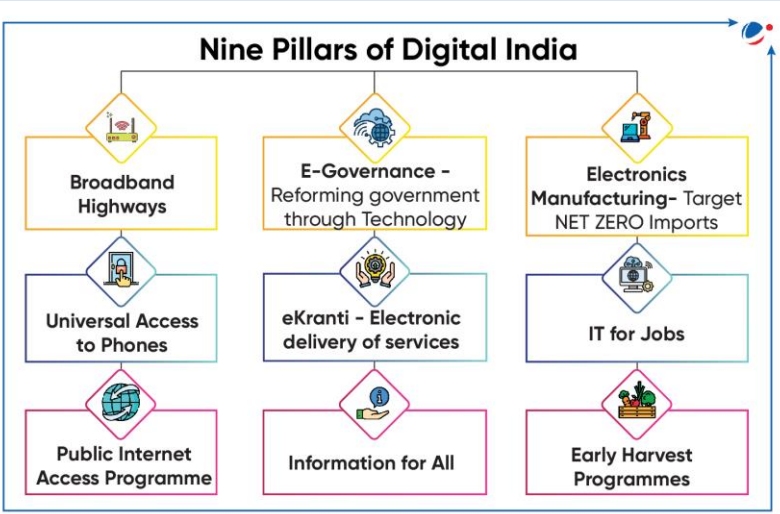 Nine Pillars of Digital India
Broadband
Highways
E-Governance -
Reforming government
through Technology
Electronics
Manufacturing- Target
NET ZERO Imports
Universal Access
to Phones
eKranti - Electronic
delivery of services
IT for Jobs
Public Internet
Access Programme
Information for All
Early Harvest
Programmes